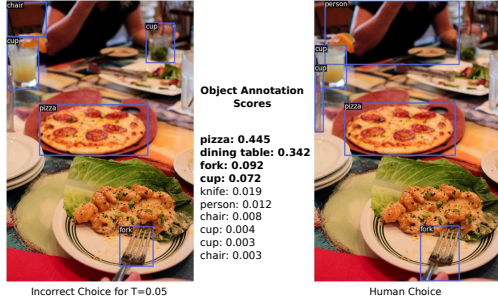 chair
cup
cup
pizza
fork
Incorrect Choice for T=0.05
Object Annotation
Scores
pizza: 0.445
dining table: 0.342
fork: 0.092
cup: 0.072
knife: 0.019
person: 0.012
chair: 0.008
cup: 0.004
cup: 0.003
chair: 0.003
person
cup
cup
pizza
fork
Human Choice